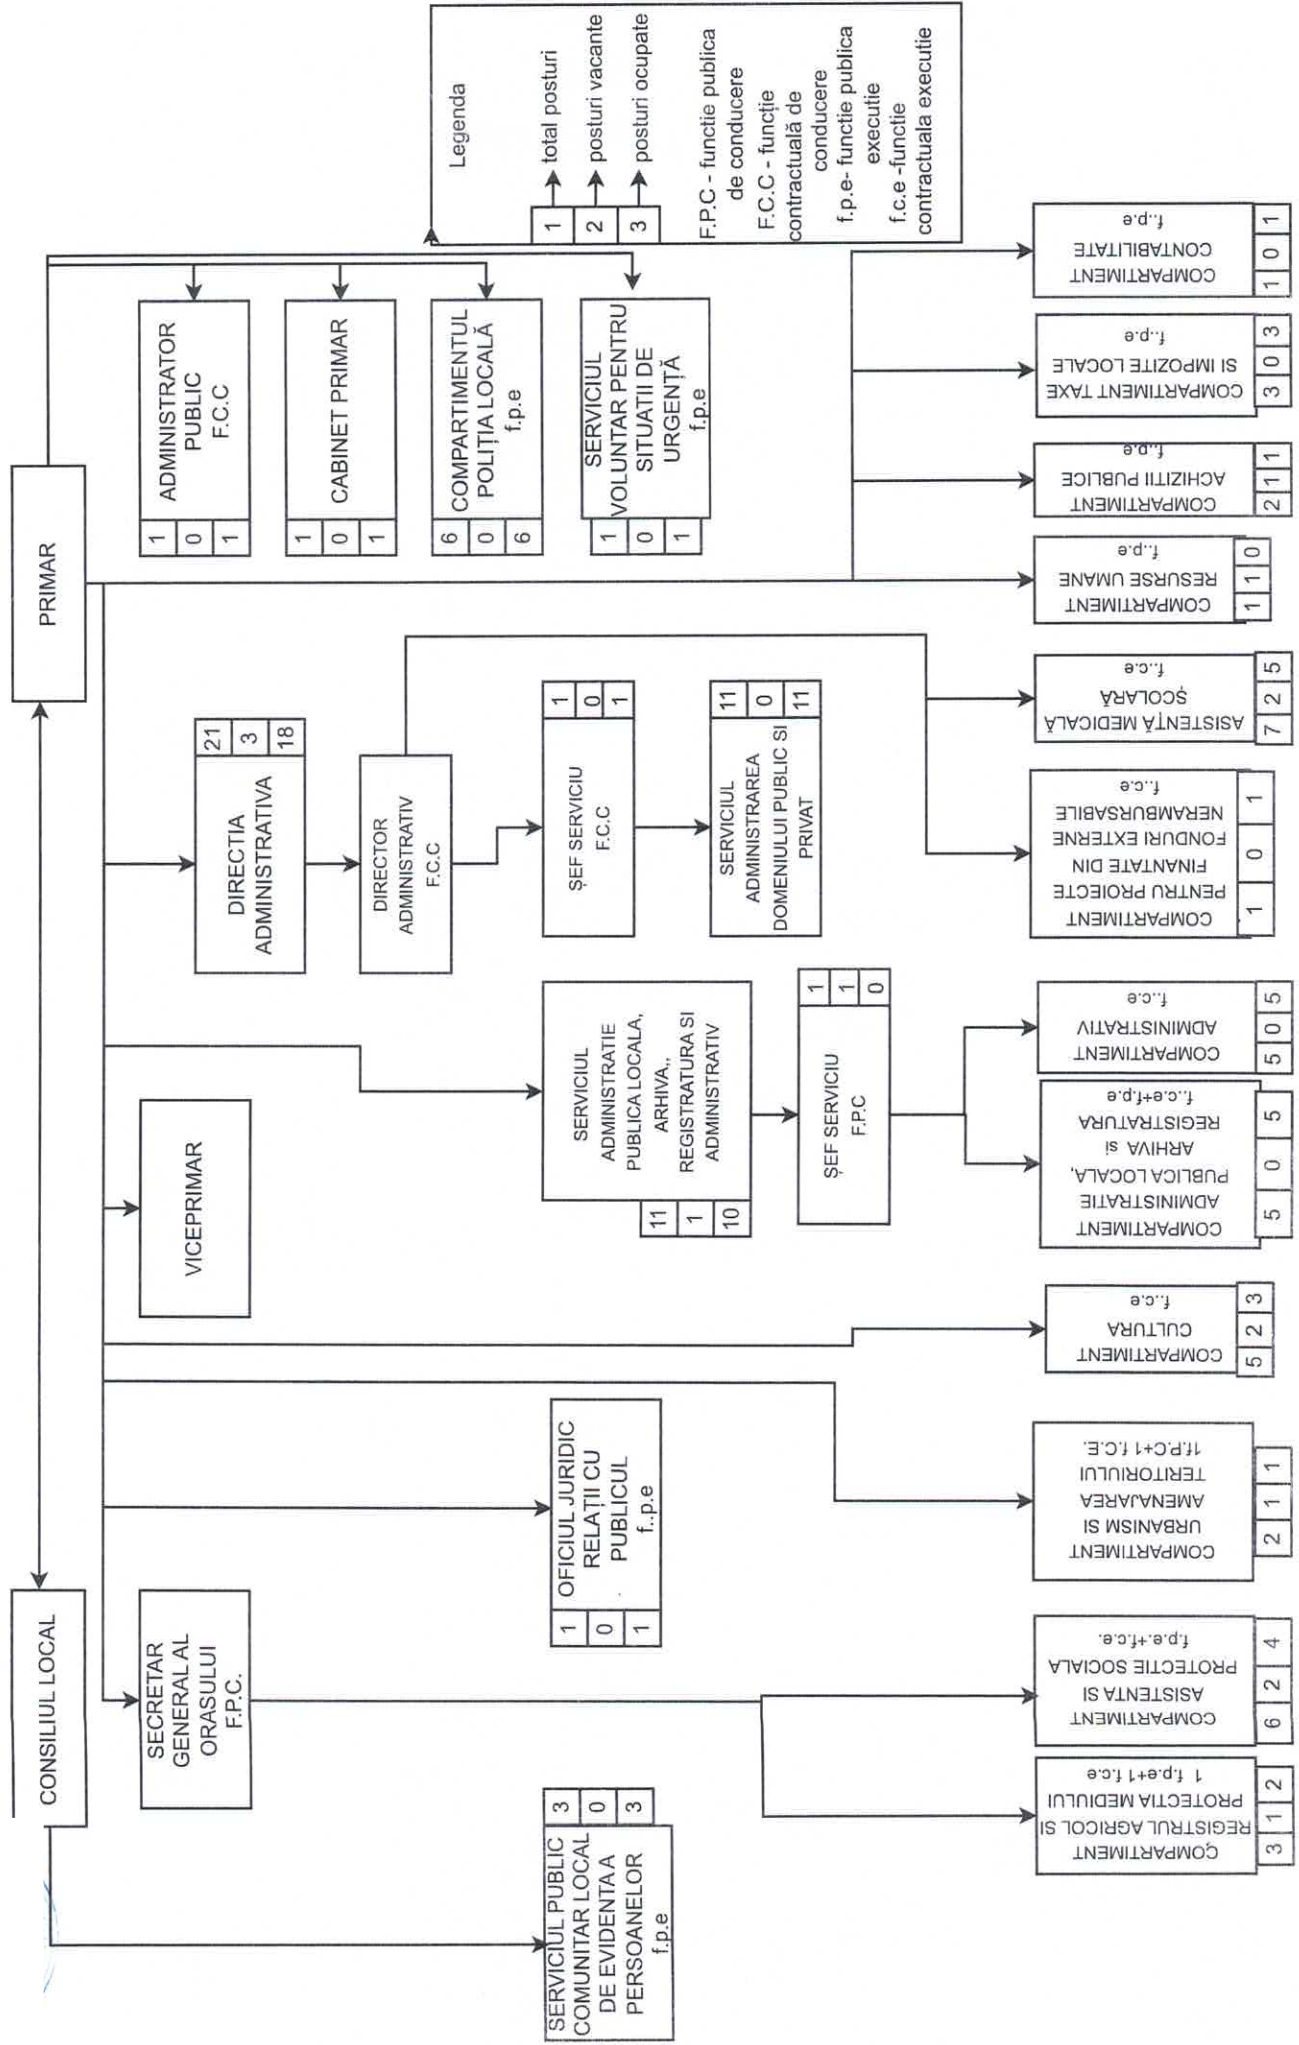 CONSILIUL LOCAL
PRIMAR
SECRETAR
GENERAL AL
ORASULUI
F.P.C.
VICEPRIMAR
DIRECTIA
ADMINISTRATIVA
21
3
18
DIRECTOR
ADMINISTRATIV
F.C.C
ȘEF SERVICIU
F.C.C
1
0
1
SERVICIUL
ADMINISTRAREA
DOMENIULUI PUBLIC SI
PRIVAT
11
0
11
1
0
1
ADMINISTRATOR
PUBLIC
F.C.C
1
0
1
CABINET PRIMAR
6
0
6
COMPARTIMENTUL
POLIȚIA LOCALĂ
f.p.e
1
0
1
SERVICIUL
VOLUNTAR PENTRU
SITUATII DE
URGENȚĂ
f.p.e
Legenda
1
total posturi
2
posturi vacante
3
posturi ocupate
F.P.C - functie publica
de conducere
F.C.C - funcție
contractuală de
conducere
f.p.e- functie publica
executie
f.c.e -functie
contractuala executie
SERVICIUL PUBLIC
COMUNITAR LOCAL
DE EVIDENTA A
PERSOANELOR
f.p.e
3
0
3
1
0
1
OFICIUL JURIDIC
RELAȚII CU
PUBLICUL
f..p.e
SERVICIUL
ADMINISTRATIE
PUBLICA LOCALA,
ARHIVA,,
REGISTRATURA SI
ADMINISTRATIV
11
1
10
ȘEF SERVICIU
F.P.C
1
1
0
COMPARTIMENT
REGISTRUL AGRICOL SI
PROTECTIA MEDIULUI
1 f.p.e+1 f.c.e
3 1 2
COMPARTIMENT
ASISTENTA SI
PROTECTIE SOCIALA
f.p.e.+f.c.e.
6 2 4
COMPARTIMENT
URBANISM SI
AMENAJAREA
TERITORIULUI
1f.P.C+1 f.C.E.
2 1 1
COMPARTIMENT
CULTURA
f..c.e
5 2 3
COMPARTIMENT
ADMINISTRATIE
PUBLICA LOCALA,
ARHIVA si
REGISTRATURA
f..c.e+f.p.e
5 0 5
COMPARTIMENT
ADMINISTRATIV
f..c.e
5 0 5
COMPARTIMENT
PENTRU PROIECTE
FINANTATE DIN
FONDURI EXTERNE
NERAMBURSABILE
f..c.e
1 0 1
ASISTENȚĂ MEDICALĂ
ȘCOLARĂ
f..c.e
7 2 5
COMPARTIMENT
RESURSE UMANE
f..p.e
1 1 0
COMPARTIMENT
ACHIZITII PUBLICE
f..p.e
2 1 1
COMPARTIMENT TAXE
SI IMPOZITE LOCALE
f..p.e
3 0 3
COMPARTIMENT
CONTABILITATE
f..p.e
1 0 1